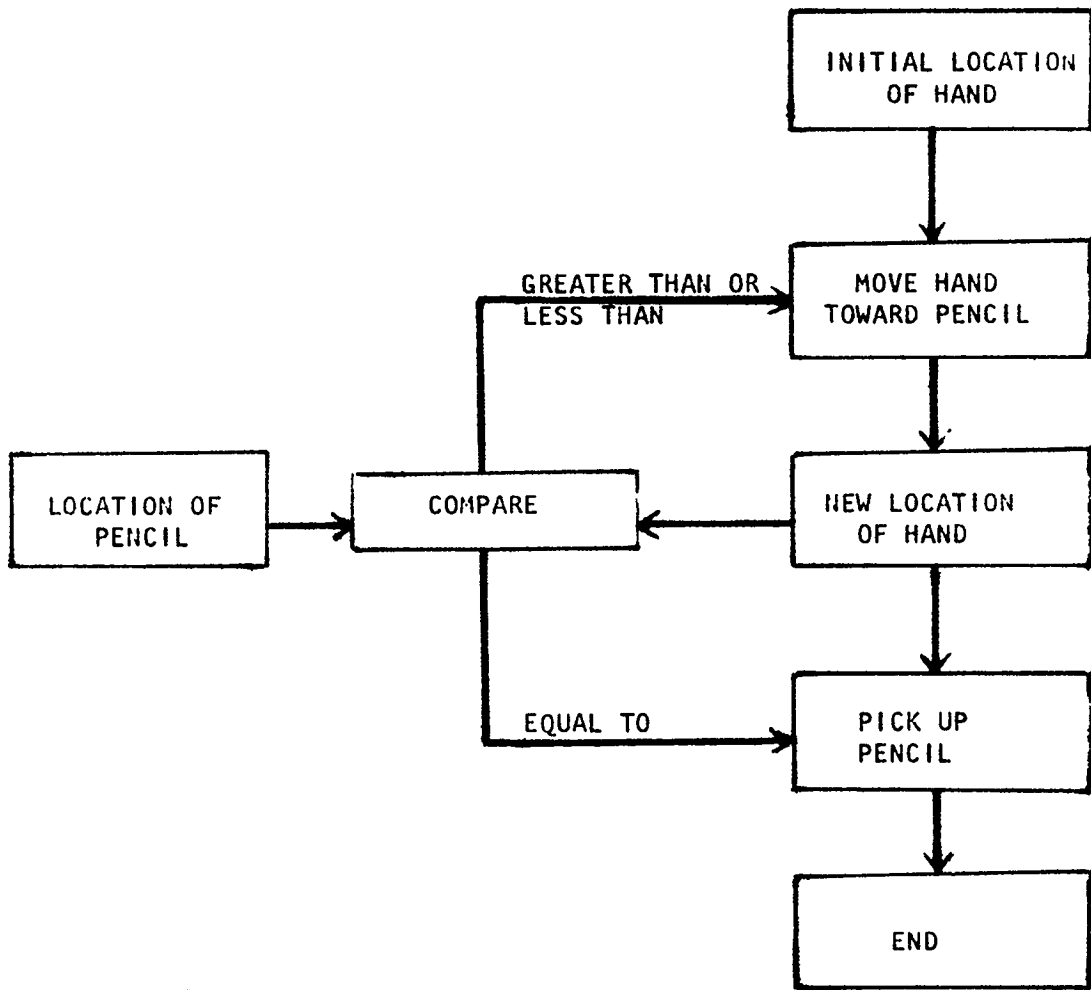 INITIAL LOCATION
OF HAND
GREATER THAN OR
LESS THAN
MOVE HAND
TOWARD PENCIL
LOCATION OF
PENCIL
COMPARE
NEW LOCATION
OF HAND
EQUAL TO
PICK UP
PENCIL
END